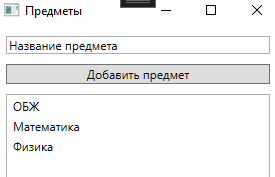 Предметы
Название предмета
Добавить предмет
ОБЖ
Математика
Физика